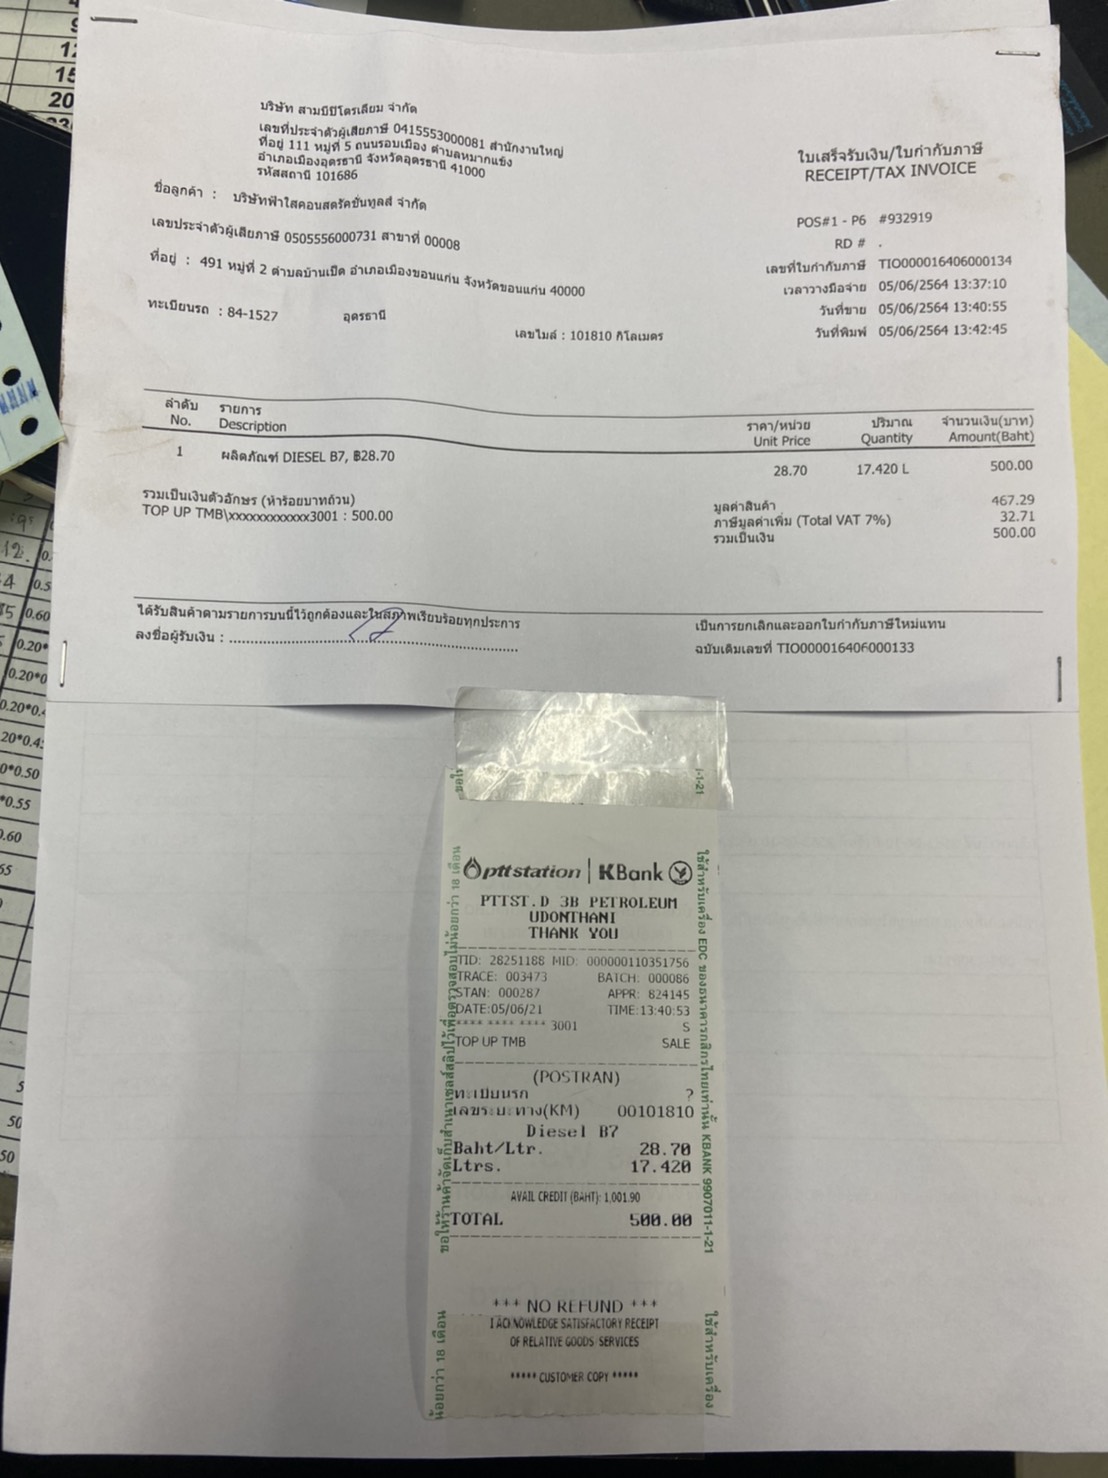 บริษัท สามบีปิโตรเลียม จำกัด
เลขที่ประจำตัวผู้เสียภาษี 0415553000081 สำนักงานใหญ่
ที่อยู่ 111 หมู่ที่ 5 ถนนรอบเมือง ตำบลหมากแข้ง
อำเภอเมืองอุดรธานี จังหวัดอุดรธานี 41000
รหัสสถานี 101686
ใบเสร็จรับเงิน/ใบกำกับภาษี
RECEIPT/TAX INVOICE
ชื่อลูกค้า : บริษัทฟ้าใสคอนสตรัคชั่นทูลส์ จำกัด
เลขประจำตัวผู้เสียภาษี 0505556000731 สาขาที่ 00008
ที่อยู่ : 491 หมู่ที่ 2 ตำบลบ้านเป็ด อำเภอเมืองขอนแก่น จังหวัดขอนแก่น 40000
ทะเบียนรถ : 84-1527 อุดรธานี
เลขไมล์ : 101810 กิโลเมตร
POS#1 - P6 #932919
RD # .
เลขที่ใบกำกับภาษี TIO000016406000134
เวลาวางมือจ่าย 05/06/2564 13:37:10
วันที่ขาย 05/06/2564 13:40:55
วันที่พิมพ์ 05/06/2564 13:42:45
ลำดับ รายการ ราคา/หน่วย ปริมาณ จำนวนเงิน(บาท)
No. Description Unit Price Quantity Amount(Baht)
1 ผลิตภัณฑ์ DIESEL B7, ฿28.70 28.70 17.420 L 500.00
รวมเป็นเงินตัวอักษร (ห้าร้อยบาทถ้วน)
TOP UP TMB\xxxxxxxxxxxx3001 : 500.00
มูลค่าสินค้า 467.29
ภาษีมูลค่าเพิ่ม (Total VAT 7%) 32.71
รวมเป็นเงิน 500.00
ได้รับสินค้าตามรายการบนนี้ไว้ถูกต้องและในสภาพเรียบร้อยทุกประการ
ลงชื่อผู้รับเงิน :
เป็นการยกเลิกและออกใบกำกับภาษีใหม่แทน
ฉบับเดิมเลขที่ TIO000016406000133
ptt station | KBank
PTTST.D 3B PETROLEUM
UDONTHANI
THANK YOU
TID: 28251188 MID: 000000110351756
TRACE: 003473 BATCH: 000086
STAN: 000287 APPR: 824145
DATE:05/06/21 TIME:13:40:53
**** **** **** 3001 S
TOP UP TMB SALE
(POSTRAN)
ทะเบียนรถ ?
เลขระยะทาง(KM) 00101810
Diesel B7
Baht/Ltr. 28.70
Ltrs. 17.420
AVAIL CREDIT (BAHT): 1,001.90
TOTAL 500.00
+++ NO REFUND +++
I ACKNOWLEDGE SATISFACTORY RECEIPT
OF RELATIVE GOODS/SERVICES
***** CUSTOMER COPY *****
ขอให้ร้านค้าจัดเก็บสำเนาเซลส์สลิปไว้เพื่อตรวจสอบไม่น้อยกว่า 18 เดือน
ใช้สำหรับเครื่อง EDC ของธนาคารกสิกรไทยเท่านั้น KBANK 9907011-1-21
น้อยกว่า 18 เดือน
ใช้สำหรับเครื่อง